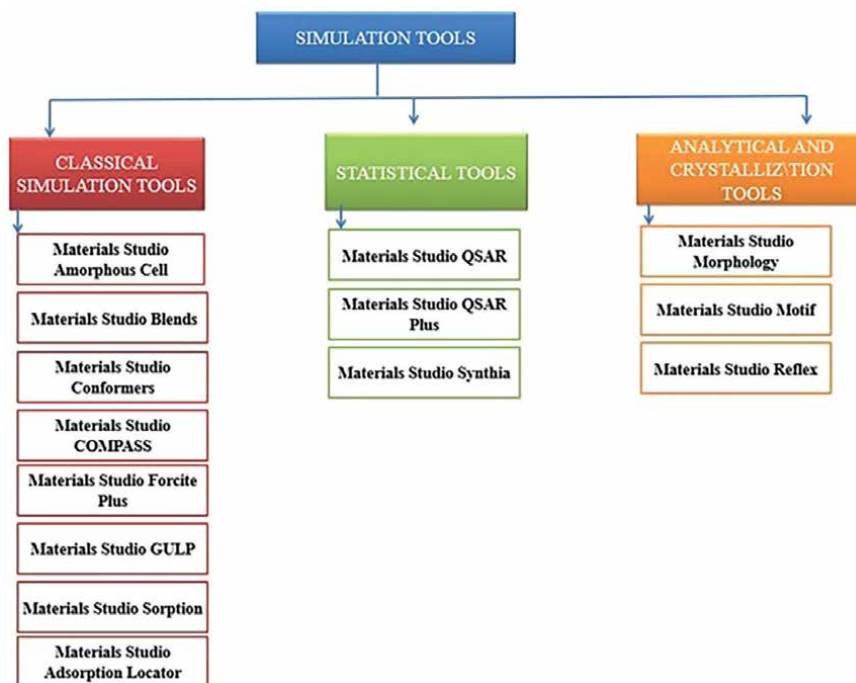 SIMULATION TOOLS
CLASSICAL
SIMULATION TOOLS
STATISTICAL TOOLS
ANALYTICAL AND
CRYSTALLIZ\TION
TOOLS
Materials Studio
Amorphous Cell
Materials Studio Blends
Materials Studio
Conformers
Materials Studio
COMPASS
Materials Studio Forcite
Plus
Materials Studio GULP
Materials Studio Sorption
Materials Studio
Adsorption Locator
Materials Studio QSAR
Materials Studio QSAR
Plus
Materials Studio Synthia
Materials Studio
Morphology
Materials Studio Motif
Materials Studio Reflex